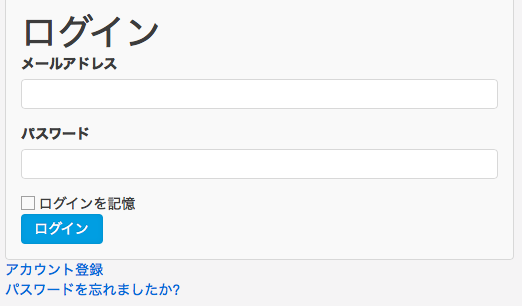 ログイン
メールアドレス
パスワード
ログインを記憶
ログイン
アカウント登録
パスワードを忘れましたか?